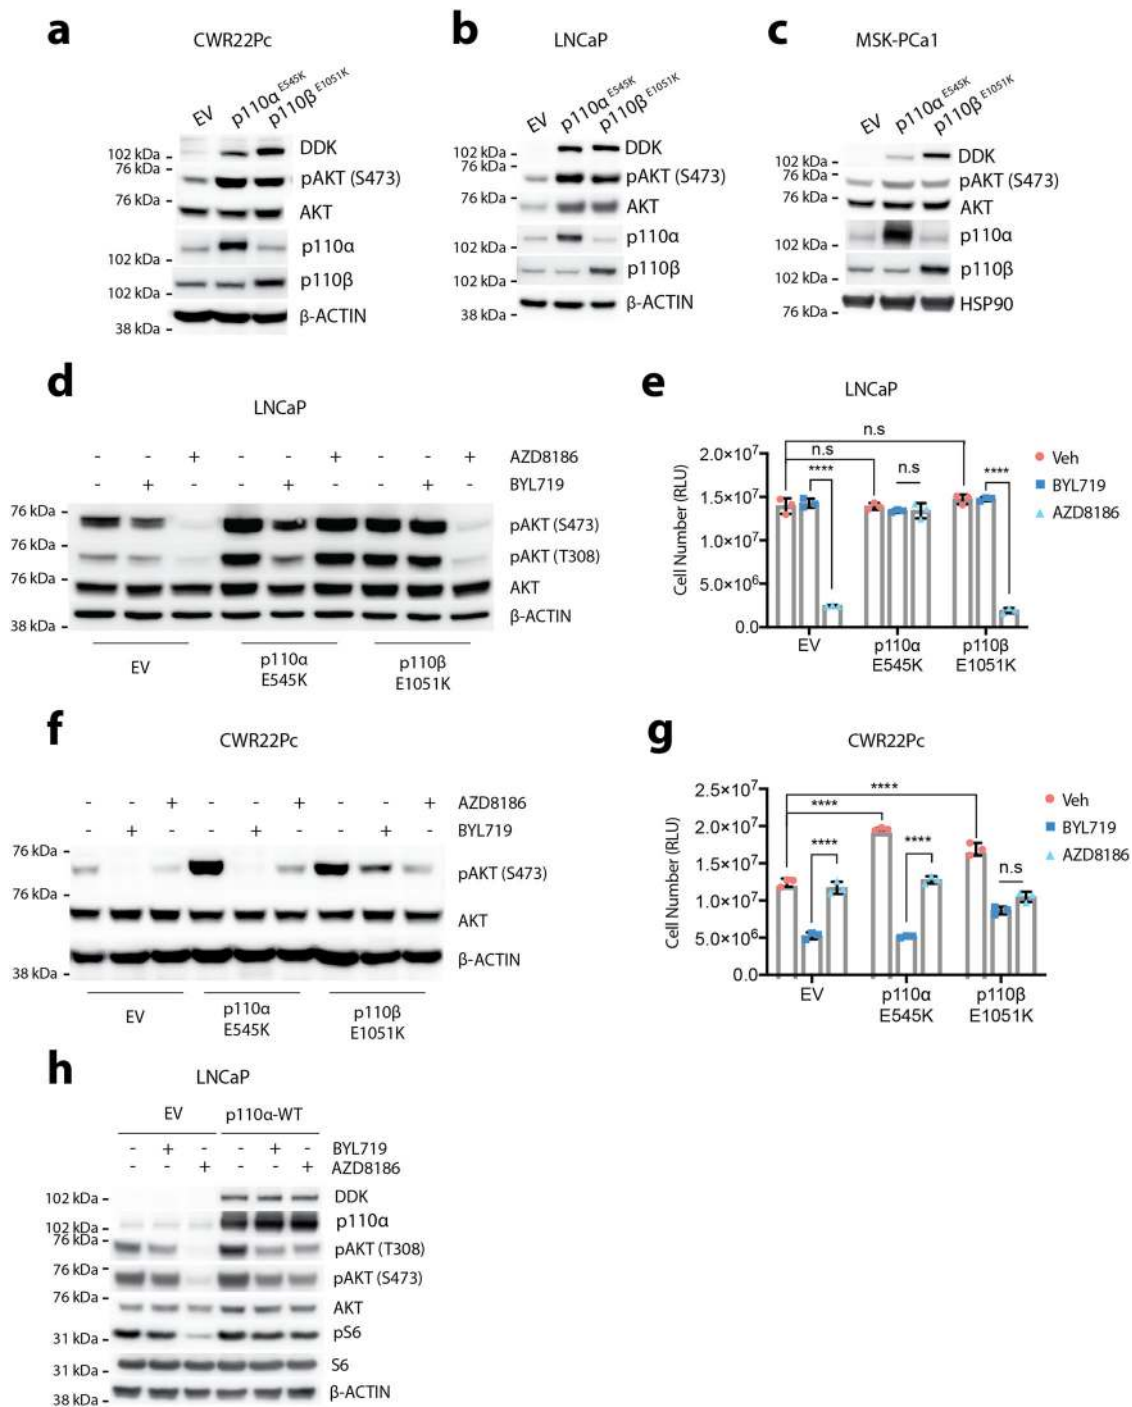 a
CWR22Pc
EV p110α E545K p110β E1051K
102 kDa - DDK
76 kDa -
pAKT (S473)
76 kDa -
AKT
p110α
102 kDa -
p110β
102 kDa -
β-ACTIN
38 kDa -
b
LNCaP
EV p110α E545K p110β E1051K
102 kDa - DDK
76 kDa -
pAKT (S473)
76 kDa -
AKT
p110α
102 kDa -
p110β
102 kDa -
β-ACTIN
38 kDa -
c
MSK-PCa1
EV p110α E545K p110β E1051K
102 kDa - DDK
76 kDa -
pAKT (S473)
76 kDa -
AKT
p110α
102 kDa -
p110β
102 kDa -
HSP90
76 kDa -
d
LNCaP
- - + - - + - - + AZD8186
- + - - + - - + - BYL719
76 kDa -
pAKT (S473)
76 kDa -
pAKT (T308)
76 kDa -
AKT
β-ACTIN
38 kDa -
EV p110α E545K p110β E1051K
e
LNCaP
n.s
n.s
**** n.s ****
Veh
BYL719
AZD8186
Cell Number (RLU)
2.0×10⁷
1.5×10⁷
1.0×10⁷
5.0×10⁶
0.0
EV p110α E545K p110β E1051K
f
CWR22Pc
- - + - - + - - + AZD8186
- + - - + - - + - BYL719
76 kDa -
pAKT (S473)
76 kDa -
AKT
β-ACTIN
38 kDa -
EV p110α E545K p110β E1051K
g
CWR22Pc
****
****
**** **** n.s
Veh
BYL719
AZD8186
Cell Number (RLU)
2.5×10⁷
2.0×10⁷
1.5×10⁷
1.0×10⁷
5.0×10⁶
0.0
EV p110α E545K p110β E1051K
h
LNCaP
EV p110α-WT
- + - - + - BYL719
- - + - - + AZD8186
102 kDa - DDK
p110α
102 kDa -
76 kDa -
pAKT (T308)
76 kDa -
pAKT (S473)
76 kDa -
AKT
pS6
31 kDa -
S6
31 kDa -
β-ACTIN
38 kDa -